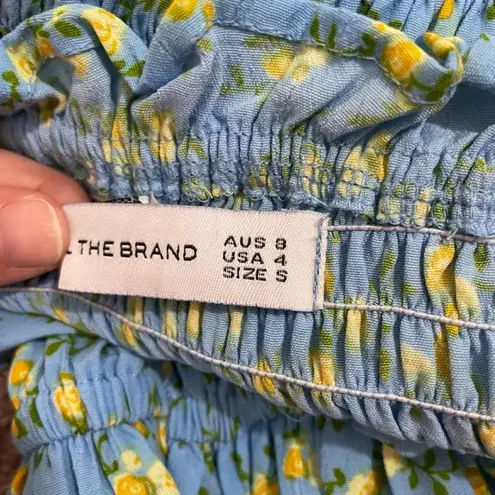 THE BRAND
AUS 8
USA 4
SIZE S